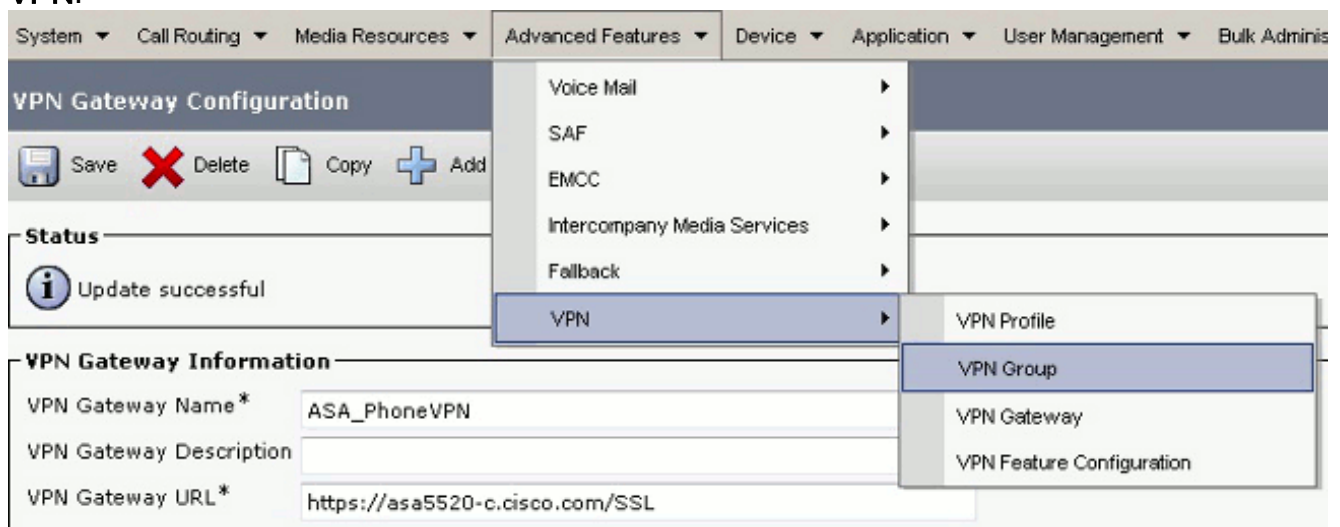 VPN.
System Call Routing Media Resources Advanced Features Device Application User Management Bulk Adminis
VPN Gateway Configuration
Save Delete Copy Add
Status
Update successful
Voice Mail
SAF
EMCC
Intercompany Media Services
Fallback
VPN
VPN Profile
VPN Group
VPN Gateway
VPN Feature Configuration
VPN Gateway Information
VPN Gateway Name* ASA_PhoneVPN
VPN Gateway Description
VPN Gateway URL* https://asa5520-c.cisco.com/SSL